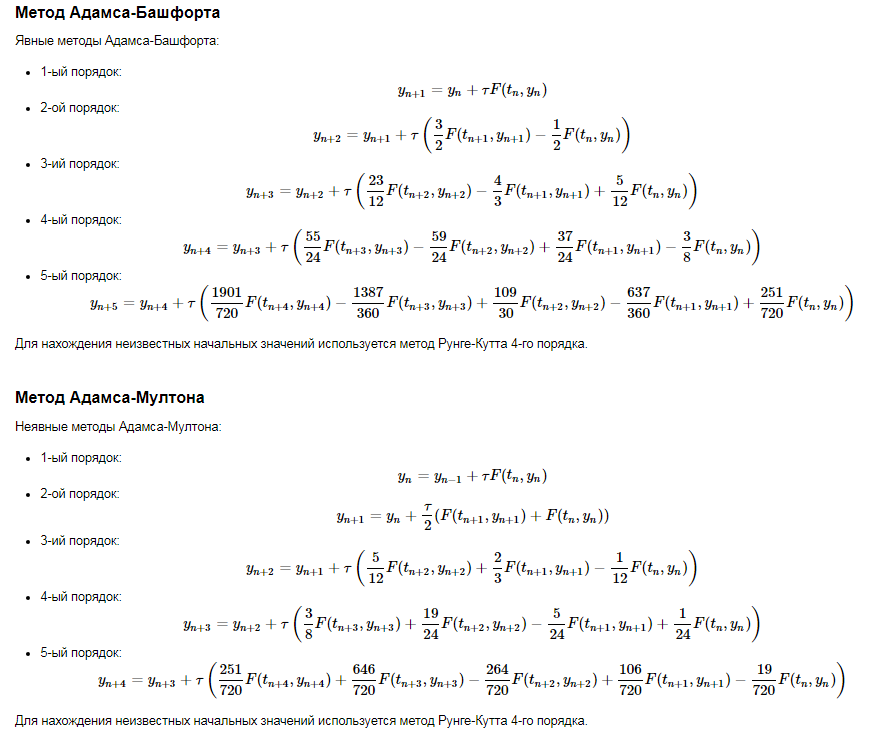 Метод Адамса-Башфорта
Явные методы Адамса-Башфорта:
• 1-ый порядок:
y_{n+1} = y_n + τF(t_n, y_n)
• 2-ой порядок:
y_{n+2} = y_{n+1} + τ(3/2 F(t_{n+1}, y_{n+1}) − 1/2 F(t_n, y_n))
• 3-ий порядок:
y_{n+3} = y_{n+2} + τ(23/12 F(t_{n+2}, y_{n+2}) − 4/3 F(t_{n+1}, y_{n+1}) + 5/12 F(t_n, y_n))
• 4-ый порядок:
y_{n+4} = y_{n+3} + τ(55/24 F(t_{n+3}, y_{n+3}) − 59/24 F(t_{n+2}, y_{n+2}) + 37/24 F(t_{n+1}, y_{n+1}) − 3/8 F(t_n, y_n))
• 5-ый порядок:
y_{n+5} = y_{n+4} + τ(1901/720 F(t_{n+4}, y_{n+4}) − 1387/360 F(t_{n+3}, y_{n+3}) + 109/30 F(t_{n+2}, y_{n+2}) − 637/360 F(t_{n+1}, y_{n+1}) + 251/720 F(t_n, y_n))
Для нахождения неизвестных начальных значений используется метод Рунге-Кутта 4-го порядка.
Метод Адамса-Мултона
Неявные методы Адамса-Мултона:
• 1-ый порядок:
y_n = y_{n−1} + τF(t_n, y_n)
• 2-ой порядок:
y_{n+1} = y_n + τ/2 (F(t_{n+1}, y_{n+1}) + F(t_n, y_n))
• 3-ий порядок:
y_{n+2} = y_{n+1} + τ(5/12 F(t_{n+2}, y_{n+2}) + 2/3 F(t_{n+1}, y_{n+1}) − 1/12 F(t_n, y_n))
• 4-ый порядок:
y_{n+3} = y_{n+2} + τ(3/8 F(t_{n+3}, y_{n+3}) + 19/24 F(t_{n+2}, y_{n+2}) − 5/24 F(t_{n+1}, y_{n+1}) + 1/24 F(t_n, y_n))
• 5-ый порядок:
y_{n+4} = y_{n+3} + τ(251/720 F(t_{n+4}, y_{n+4}) + 646/720 F(t_{n+3}, y_{n+3}) − 264/720 F(t_{n+2}, y_{n+2}) + 106/720 F(t_{n+1}, y_{n+1}) − 19/720 F(t_n, y_n))
Для нахождения неизвестных начальных значений используется метод Рунге-Кутта 4-го порядка.